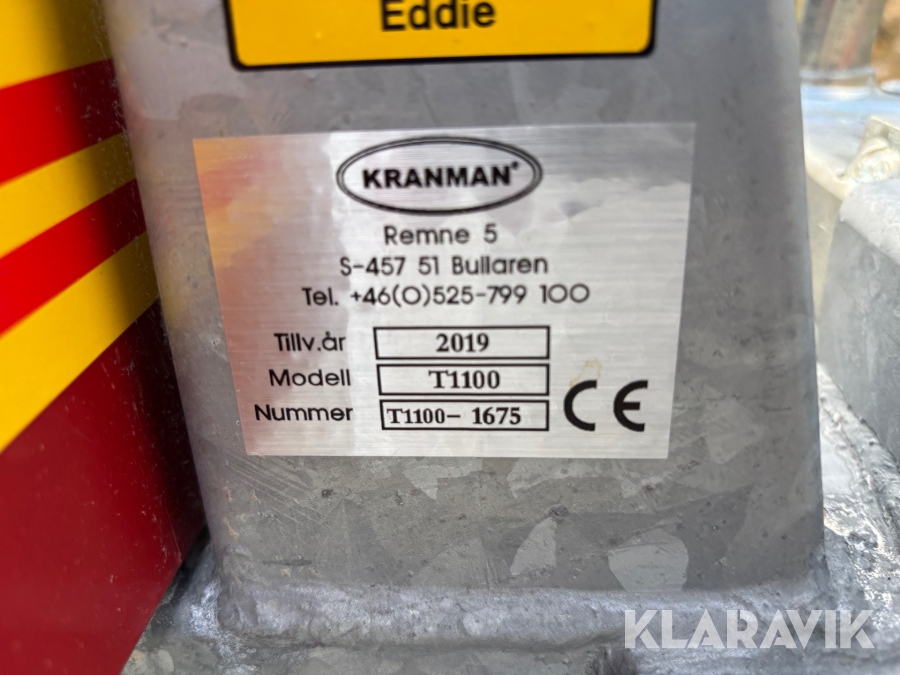 Eddie
KRANMAN®
Remne 5
S-457 51 Bullaren
Tel. +46(0)525-799 100
Tillv.år 2019
Modell T1100
Nummer T1100- 1675
CE
KLARAVIK